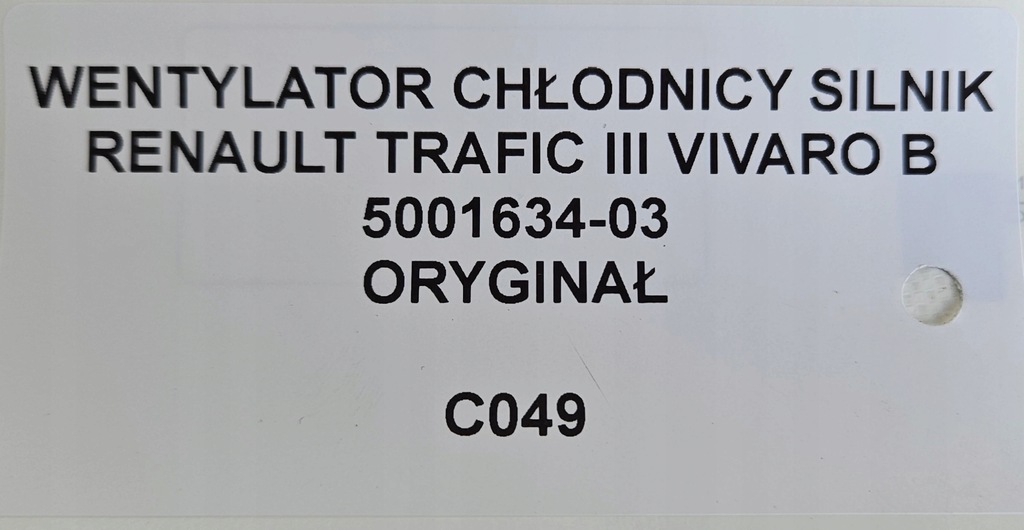 WENTYLATOR CHŁODNICY SILNIK
RENAULT TRAFIC III VIVARO B
5001634-03
ORYGINAŁ
C049